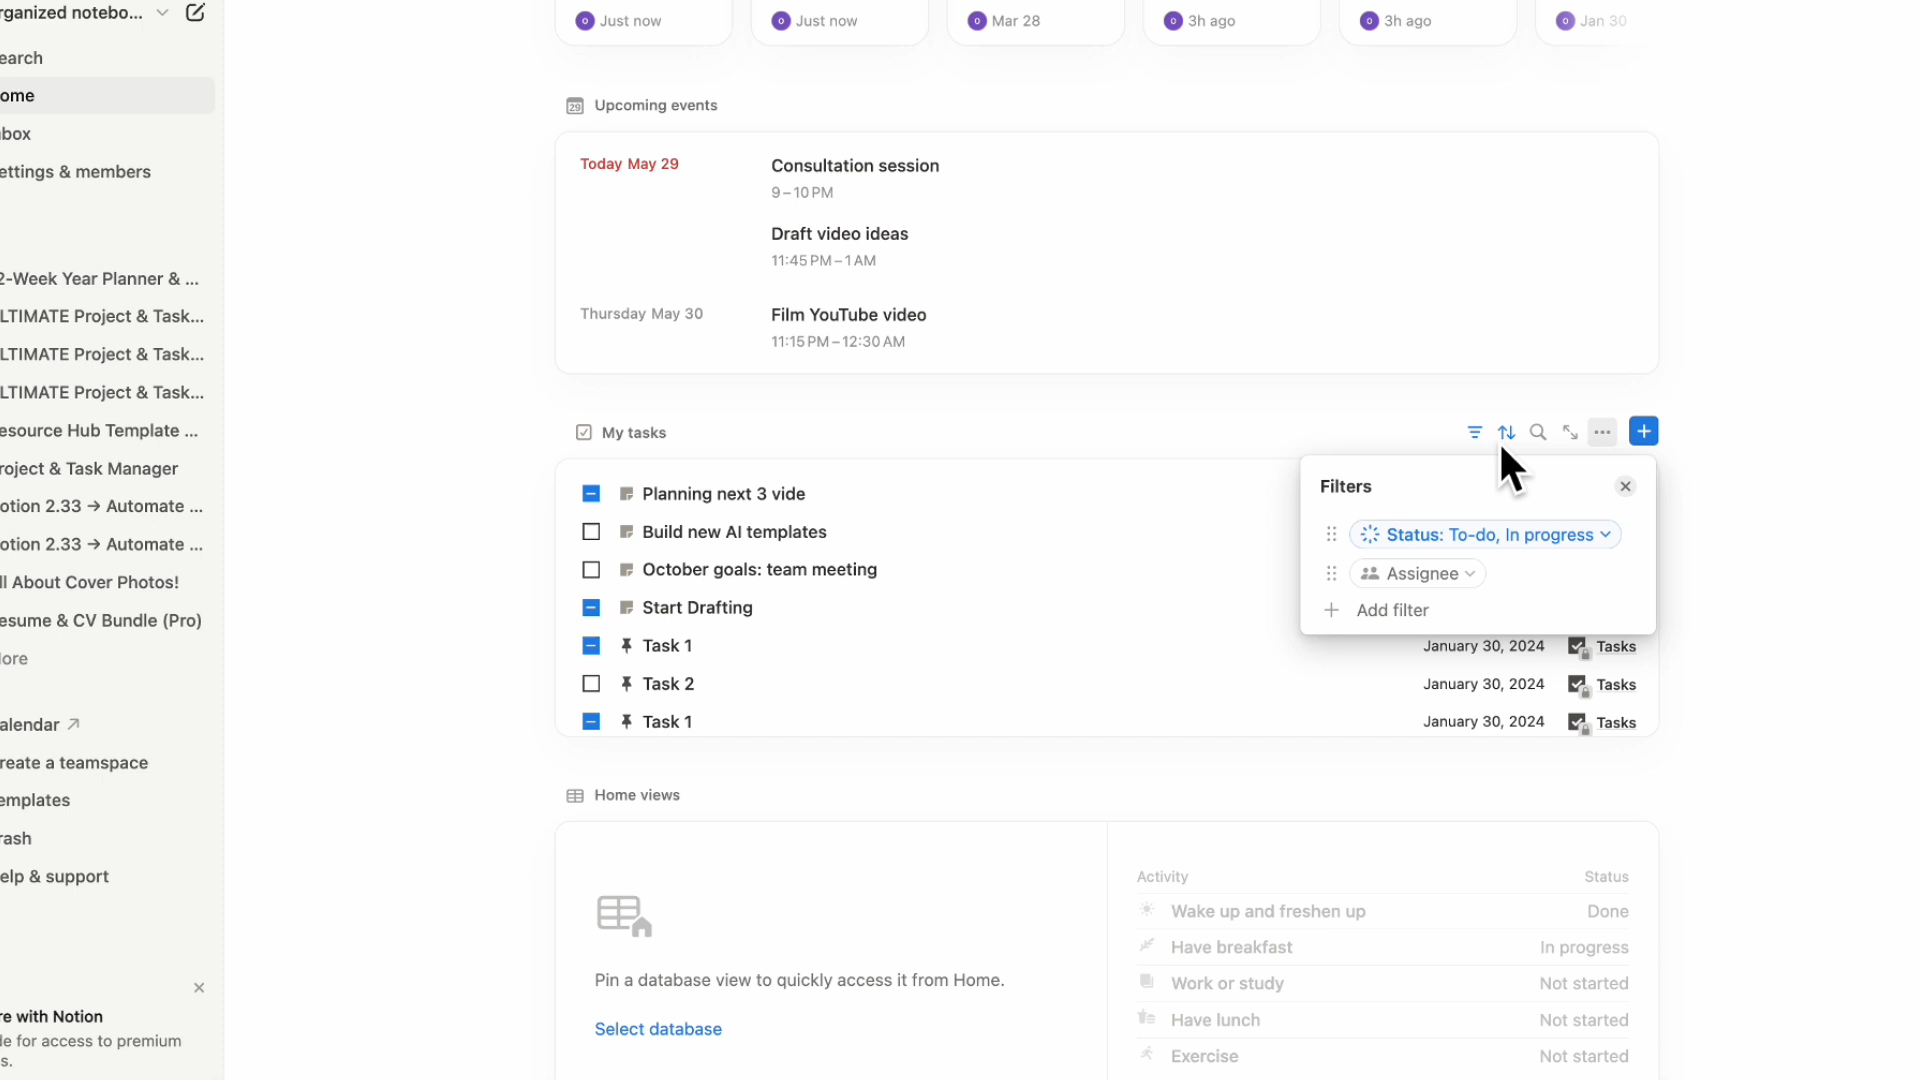 rganized notebo...
earch
ome
box
ettings & members
2-Week Year Planner & ...
LTIMATE Project & Task...
LTIMATE Project & Task...
LTIMATE Project & Task...
esource Hub Template ...
roject & Task Manager
otion 2.33 → Automate ...
otion 2.33 → Automate ...
ll About Cover Photos!
esume & CV Bundle (Pro)
lore
alendar ↗
reate a teamspace
emplates
rash
elp & support
re with Notion
de for access to premium
s.
Just now
Just now
Mar 28
3h ago
3h ago
Jan 30
29 Upcoming events
Today May 29
Consultation session
9–10 PM
Draft video ideas
11:45 PM–1 AM
Thursday May 30
Film YouTube video
11:15 PM–12:30 AM
My tasks
Planning next 3 vide
Build new AI templates
October goals: team meeting
Start Drafting
Task 1 January 30, 2024 Tasks
Task 2 January 30, 2024 Tasks
Task 1 January 30, 2024 Tasks
Filters
Status: To-do, In progress
Assignee
+ Add filter
Home views
Pin a database view to quickly access it from Home.
Select database
Activity Status
Wake up and freshen up Done
Have breakfast In progress
Work or study Not started
Have lunch Not started
Exercise Not started